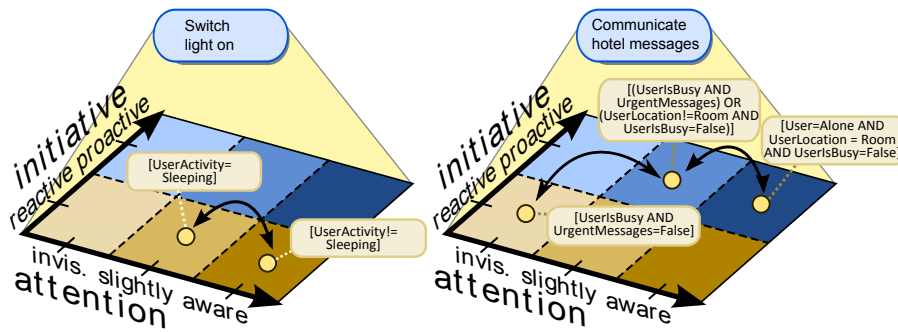 Switch
light on
initiative
reactive proactive
[UserActivity=
Sleeping]
[UserActivity!=
Sleeping]
invis. slightly aware
attention
Communicate
hotel messages
initiative
reactive proactive
[(UserIsBusy AND
UrgentMessages) OR
(UserLocation!=Room AND
UserIsBusy=False)]
[User=Alone AND
UserLocation = Room
AND UserIsBusy=False]
[UserIsBusy AND
UrgentMessages=False]
invis. slightly aware
attention